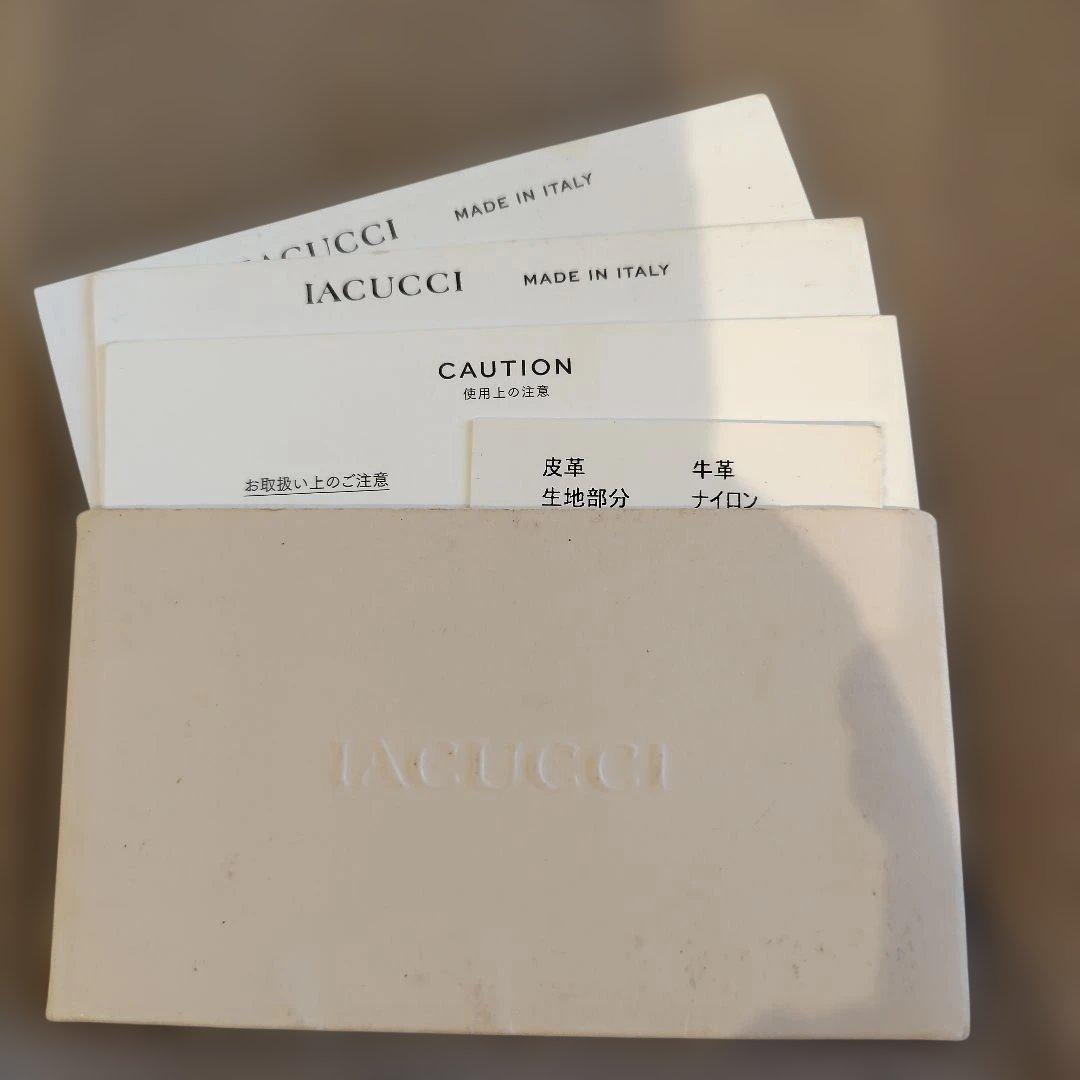 IACUCCI MADE IN ITALY
IACUCCI MADE IN ITALY
CAUTION
使用上の注意
お取扱い上のご注意
皮革 牛革
生地部分 ナイロン
IACUCCI